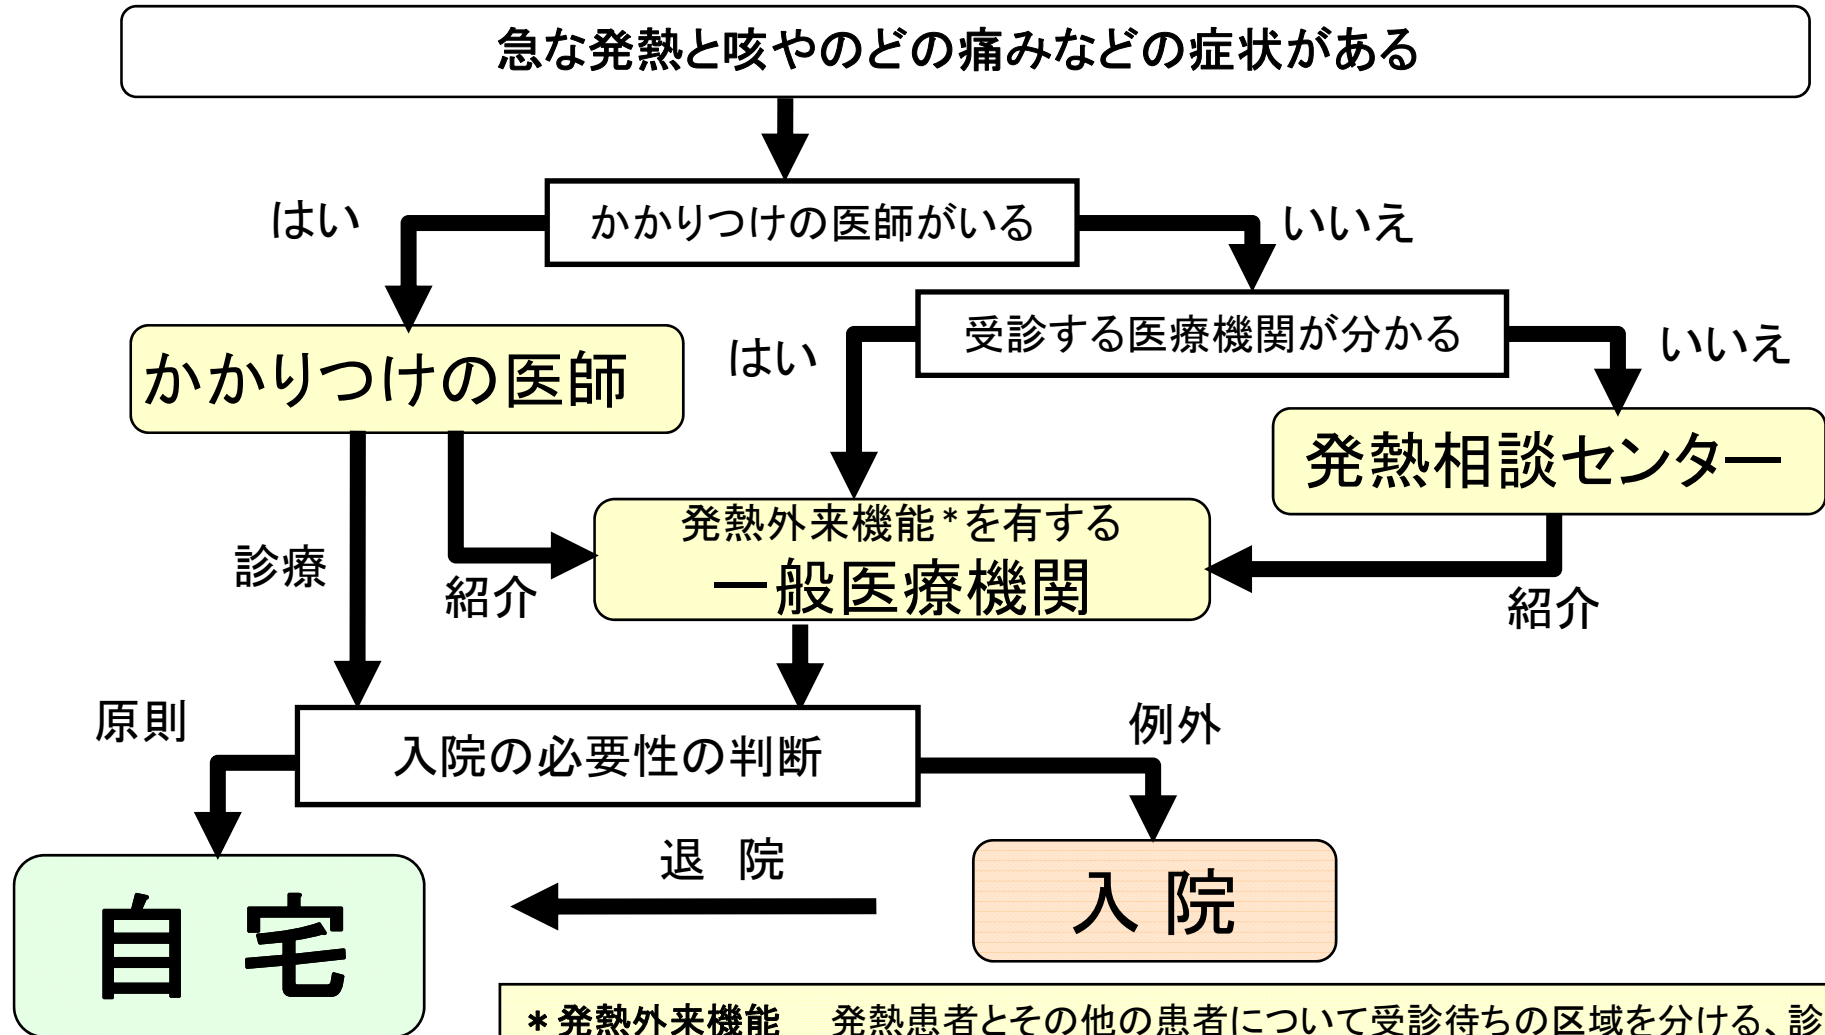 急な発熱と咳やのどの痛みなどの症状がある
かかりつけの医師がいる
はい
いいえ
受診する医療機関が分かる
はい
いいえ
かかりつけの医師
発熱相談センター
発熱外来機能*を有する
一般医療機関
診療
紹介
紹介
原則
例外
入院の必要性の判断
退 院
自 宅
入 院
*発熱外来機能 発熱患者とその他の患者について受診待ちの区域を分ける、診